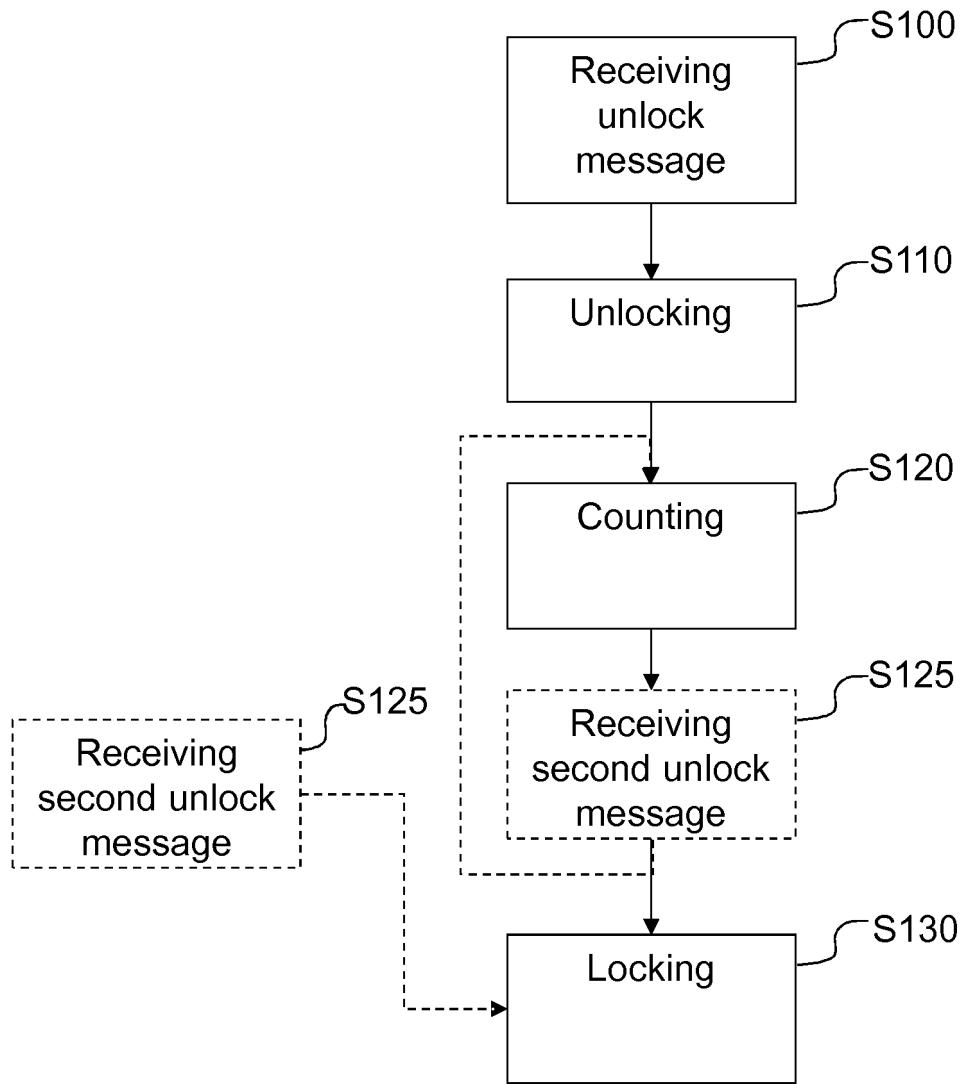 S100
Receiving
unlock
message
S110
Unlocking
S120
Counting
S125
Receiving
second unlock
message
S125
Receiving
second unlock
message
S130
Locking